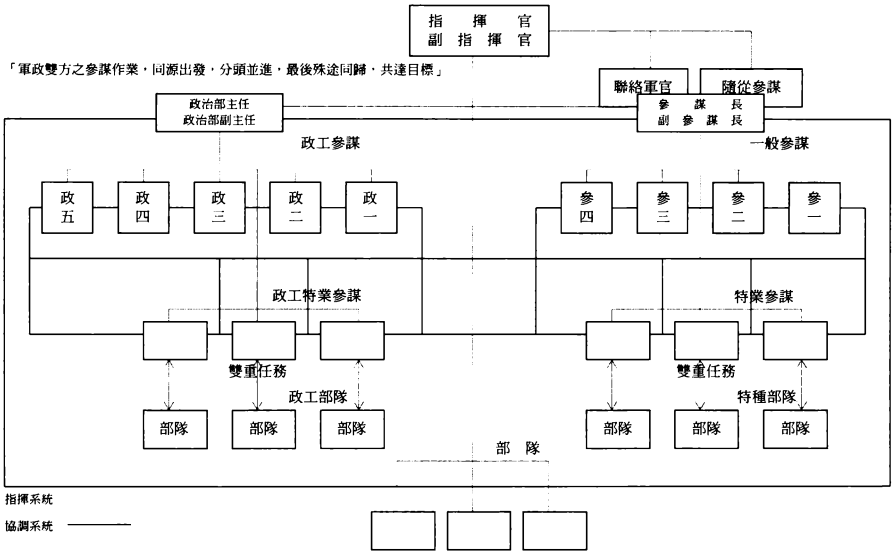 指揮官
副指揮官
「軍政雙方之參謀作業，同源出發，分頭並進，最後殊途同歸，共達目標」
聯絡軍官
隨從參謀
政治部主任
政治部副主任
參謀長
副參謀長
政工參謀
一般參謀
政五
政四
政三
政二
政一
參四
參三
參二
參一
政工特業參謀
特業參謀
雙重任務
雙重任務
政工部隊
特種部隊
部隊
部隊
部隊
部隊
部隊
部隊
部隊
指揮系統
協調系統